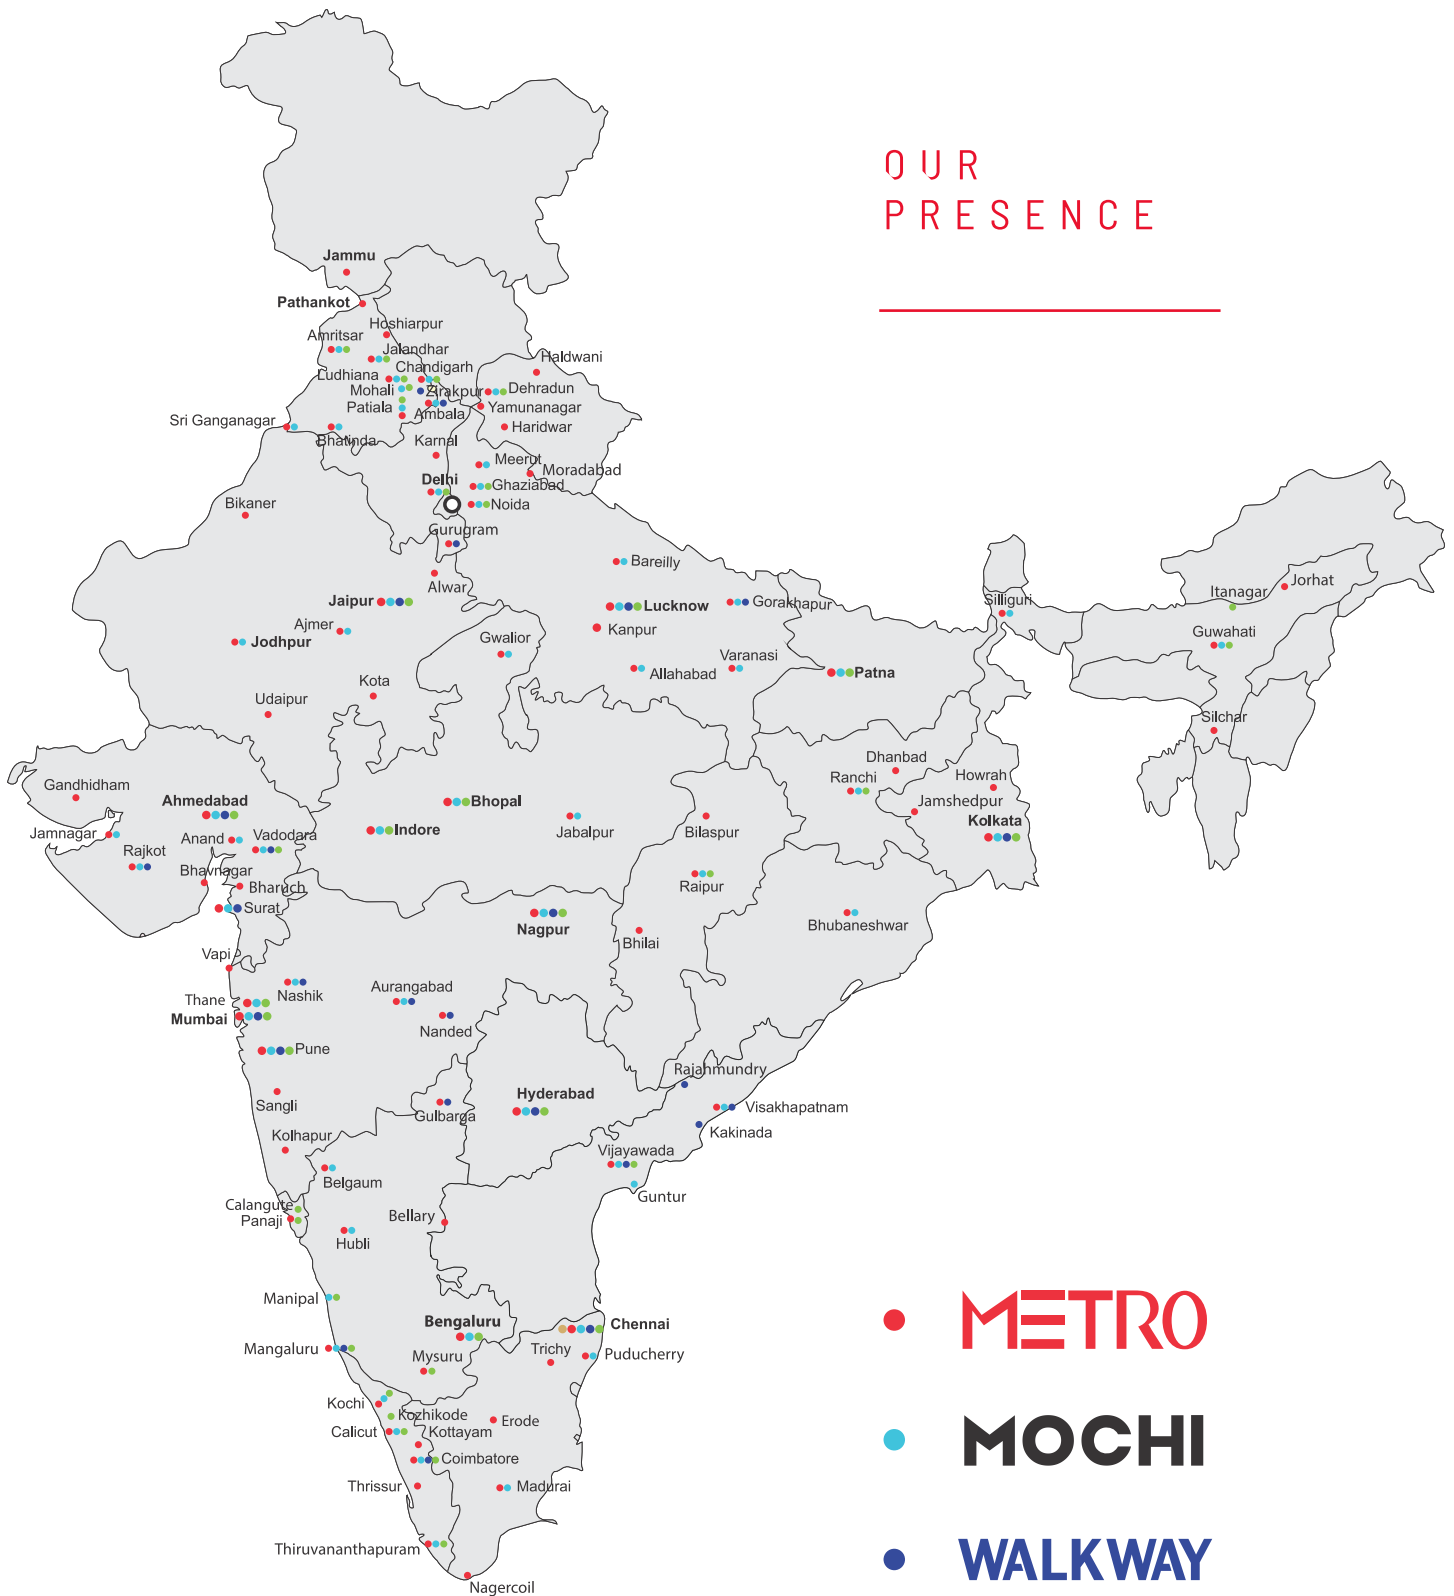 OUR
PRESENCE
Jammu
Pathankot
Hoshiarpur
Amritsar
Jalandhar
Chandigarh
Haldwani
Ludhiana
Mohali
Zirakpur
Dehradun
Patiala
Ambala
Yamunanagar
Sri Ganganagar
Bhatinda
Karnal
Haridwar
Meerut
Moradabad
Delhi
Ghaziabad
Bikaner
Noida
Gurugram
Bareilly
Alwar
Jaipur
Lucknow
Gorakhapur
Silliguri
Itanagar
Jorhat
Ajmer
Jodhpur
Gwalior
Kanpur
Guwahati
Varanasi
Allahabad
Patna
Kota
Udaipur
Silchar
Dhanbad
Ranchi
Howrah
Gandhidham
Ahmedabad
Bhopal
Jamshedpur
Jamnagar
Anand
Vadodara
Indore
Jabalpur
Bilaspur
Kolkata
Rajkot
Bhavnagar
Bharuch
Raipur
Surat
Nagpur
Bhilai
Bhubaneshwar
Vapi
Nashik
Aurangabad
Thane
Mumbai
Nanded
Pune
Rajahmundry
Sangli
Hyderabad
Gulbarga
Visakhapatnam
Kakinada
Kolhapur
Vijayawada
Belgaum
Guntur
Calangute
Panaji
Bellary
Hubli
Manipal
Bengaluru
Chennai
Mangaluru
Mysuru
Trichy
Puducherry
Kochi
Kozhikode
Erode
Calicut
Kottayam
Coimbatore
Thrissur
Madurai
Thiruvananthapuram
Nagercoil
METRO
MOCHI
WALKWAY